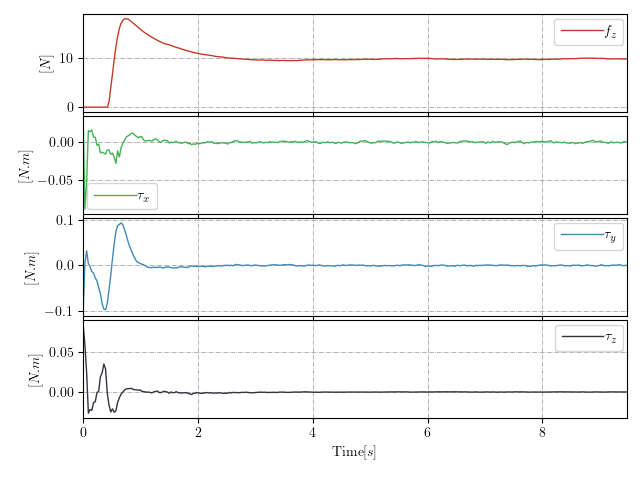 [N]
10
0
f_z
[N.m]
0.00
−0.05
τ_x
[N.m]
0.1
0.0
−0.1
τ_y
[N.m]
0.05
0.00
τ_z
0 2 4 6 8
Time[s]